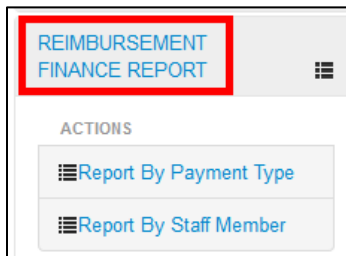 REIMBURSEMENT
FINANCE REPORT
ACTIONS
Report By Payment Type
Report By Staff Member